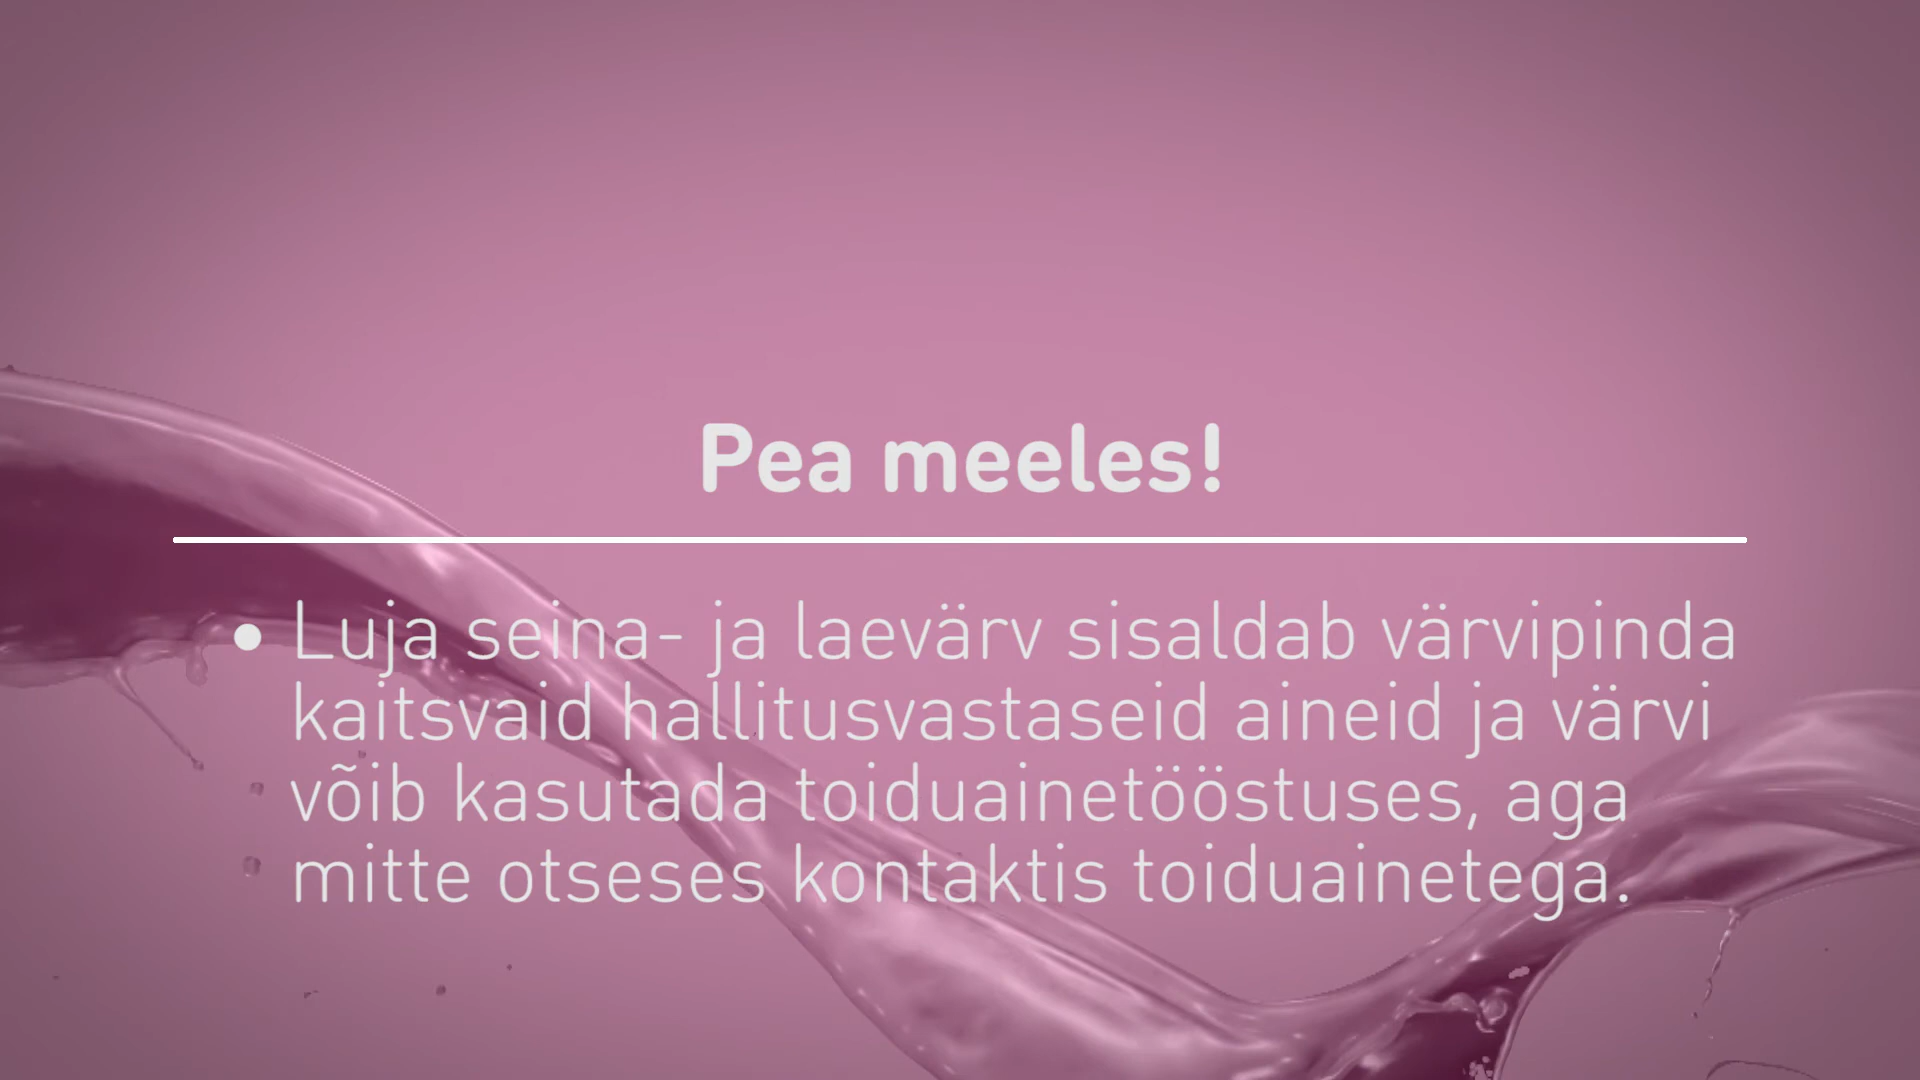 Pea meeles!
• Luja seina- ja laevärv sisaldab värvipinda
kaitsvaid hallitusvastaseid aineid ja värvi
võib kasutada toiduainetööstuses, aga
mitte otseses kontaktis toiduainetega.